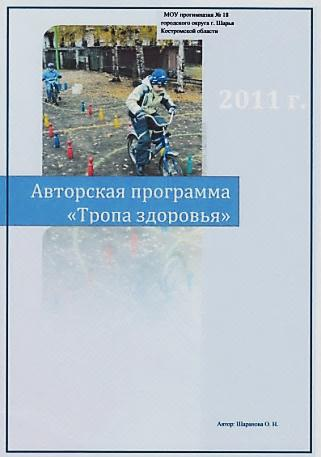 МОУ прогимназия № 18
городского округа г. Шарья
Костромской области
2011 г.
Авторская программа
«Тропа здоровья»
Автор: Шаранова О. Н.